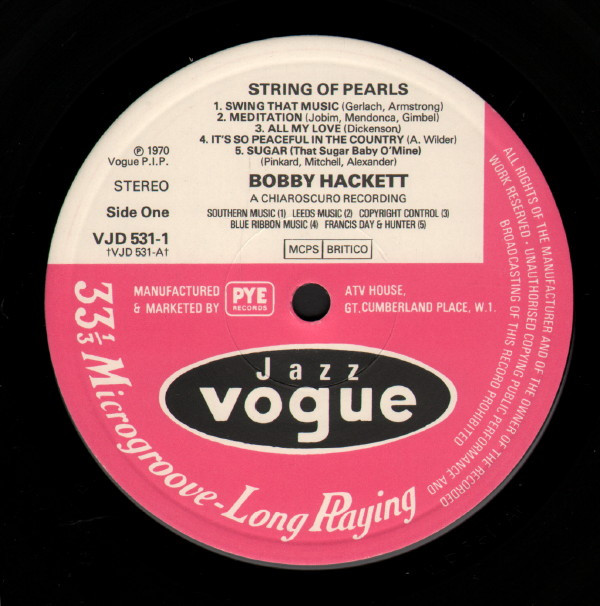 STRING OF PEARLS
1. SWING THAT MUSIC (Gerlach, Armstrong)
2. MEDITATION (Jobim, Mendonca, Gimbel)
3. ALL MY LOVE (Dickenson)
4. IT'S SO PEACEFUL IN THE COUNTRY (A. Wilder)
5. SUGAR (That Sugar Baby O'Mine)
(Pinkard, Mitchell, Alexander)
℗ 1970
Vogue P.I.P.
STEREO
Side One
VJD 531-1
†VJD 531-A†
BOBBY HACKETT
A CHIAROSCURO RECORDING
SOUTHERN MUSIC (1) LEEDS MUSIC (2) COPYRIGHT CONTROL (3)
BLUE RIBBON MUSIC (4) FRANCIS DAY & HUNTER (5)
MCPS BRITICO
MANUFACTURED
& MARKETED BY
PYE
RECORDS
ATV HOUSE,
GT. CUMBERLAND PLACE, W.1.
Jazz
vogue
33 1/3 Microgroove-Long Playing
ALL RIGHTS OF THE MANUFACTURER AND OF THE OWNER OF THE RECORDED
WORK RESERVED · UNAUTHORISED COPYING PUBLIC PERFORMANCE AND
BROADCASTING OF THIS RECORD PROHIBITED